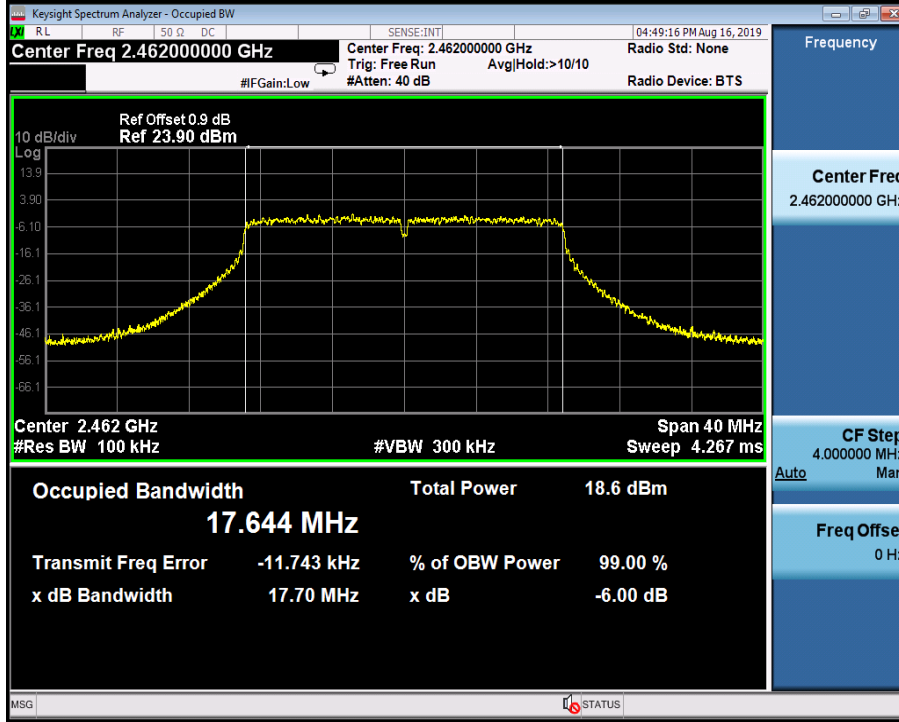 Keysight Spectrum Analyzer - Occupied BW
LXI RL RF 50 Ω DC SENSE:INT 04:49:16 PM Aug 16, 2019
Center Freq 2.462000000 GHz
Center Freq: 2.462000000 GHz
Radio Std: None
Trig: Free Run Avg|Hold:>10/10
#IFGain:Low
#Atten: 40 dB
Radio Device: BTS
Frequency
Ref Offset 0.9 dB
10 dB/div Ref 23.90 dBm
Log
13.9
3.90
-6.10
-16.1
-26.1
-36.1
-46.1
-56.1
-66.1
Center 2.462 GHz Span 40 MHz
#Res BW 100 kHz #VBW 300 kHz Sweep 4.267 ms
Occupied Bandwidth Total Power 18.6 dBm
17.644 MHz
Transmit Freq Error -11.743 kHz % of OBW Power 99.00 %
x dB Bandwidth 17.70 MHz x dB -6.00 dB
Center Freq
2.462000000 GHz
CF Step
4.000000 MHz
Auto Man
Freq Offse
0 Hz
MSG STATUS